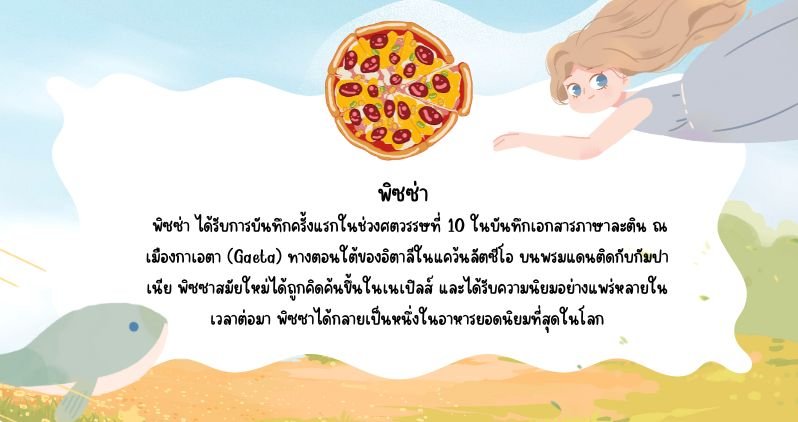 พิซซ่า
พิซซ่า ได้รับการบันทึกครั้งแรกในช่วงศตวรรษที่ 10 ในบันทึกเอกสารภาษาละติน ณ
เมืองกาเอตา (Gaeta) ทางตอนใต้ของอิตาลีในแคว้นลัตซีโอ บนพรมแดนติดกับกัมปา
เนีย พิซซาสมัยใหม่ได้ถูกคิดค้นขึ้นในเนเปิลส์ และได้รับความนิยมอย่างแพร่หลายใน
เวลาต่อมา พิซซาได้กลายเป็นหนึ่งในอาหารยอดนิยมที่สุดในโลก